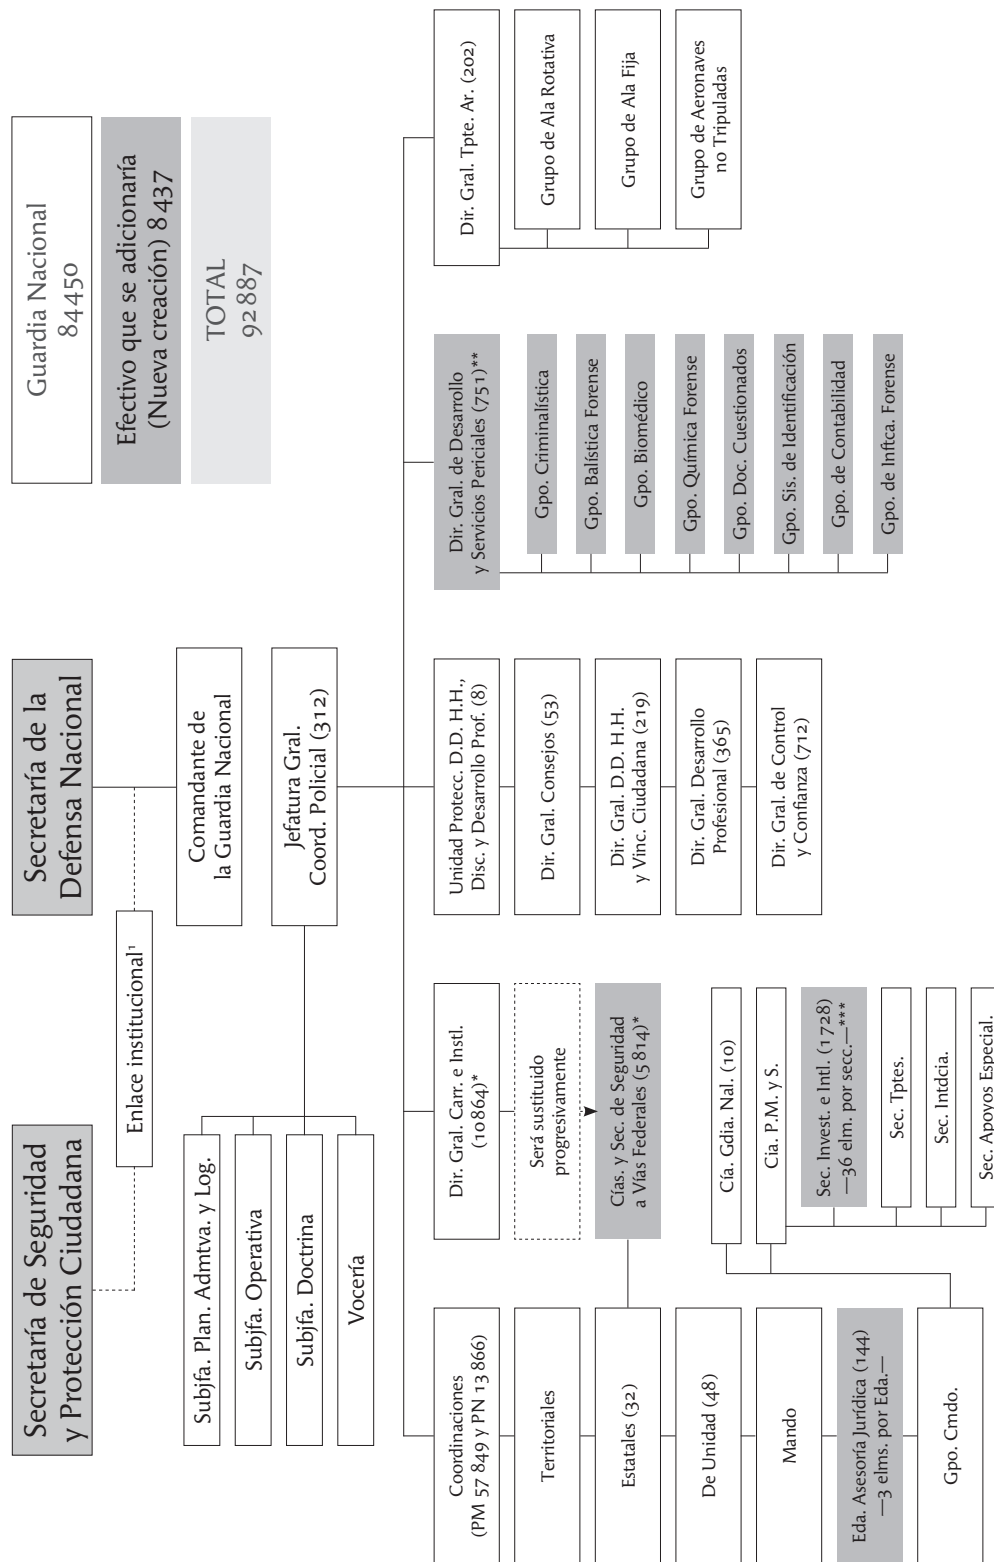 Secretaría de Seguridad
y Protección Ciudadana
Secretaría de la
Defensa Nacional
Guardia Nacional
84450
Efectivo que se adicionaría
(Nueva creación) 8437
TOTAL
92887
Enlace institucional¹
Comandante de
la Guardia Nacional
Jefatura Gral.
Coord. Policial (312)
Subjfa. Plan. Admtva. y Log.
Subjfa. Operativa
Subjfa. Doctrina
Vocería
Coordinaciones
(PM 57 849 y PN 13 866)
Territoriales
Estatales (32)
De Unidad (48)
Mando
Eda. Asesoría Jurídica (144)
—3 elms. por Eda.—
Gpo. Cmdo.
Dir. Gral. Carr. e Instl.
(10864)*
Será sustituido
progresivamente
Cías. y Sec. de Seguridad
a Vías Federales (5 814)*
Cía. Gdia. Nal. (10)
Cia. P.M. y S.
Sec. Invest. e Intl. (1728)
—36 elm. por secc.—***
Sec. Tptes.
Sec. Intdcia.
Sec. Apoyos Especial.
Unidad Protecc. D.D. H.H.,
Disc. y Desarrollo Prof. (8)
Dir. Gral. Consejos (53)
Dir. Gral. D.D. H.H.
y Vinc. Ciudadana (219)
Dir. Gral. Desarrollo
Profesional (365)
Dir. Gral. de Control
y Confianza (712)
Dir. Gral. de Desarrollo
y Servicios Periciales (751)**
Gpo. Criminalística
Gpo. Balística Forense
Gpo. Biomédico
Gpo. Química Forense
Gpo. Doc. Cuestionados
Gpo. Sis. de Identificación
Gpo. de Contabilidad
Gpo. de Inftca. Forense
Dir. Gral. Tpte. Ar. (202)
Grupo de Ala Rotativa
Grupo de Ala Fija
Grupo de Aeronaves
no Tripuladas